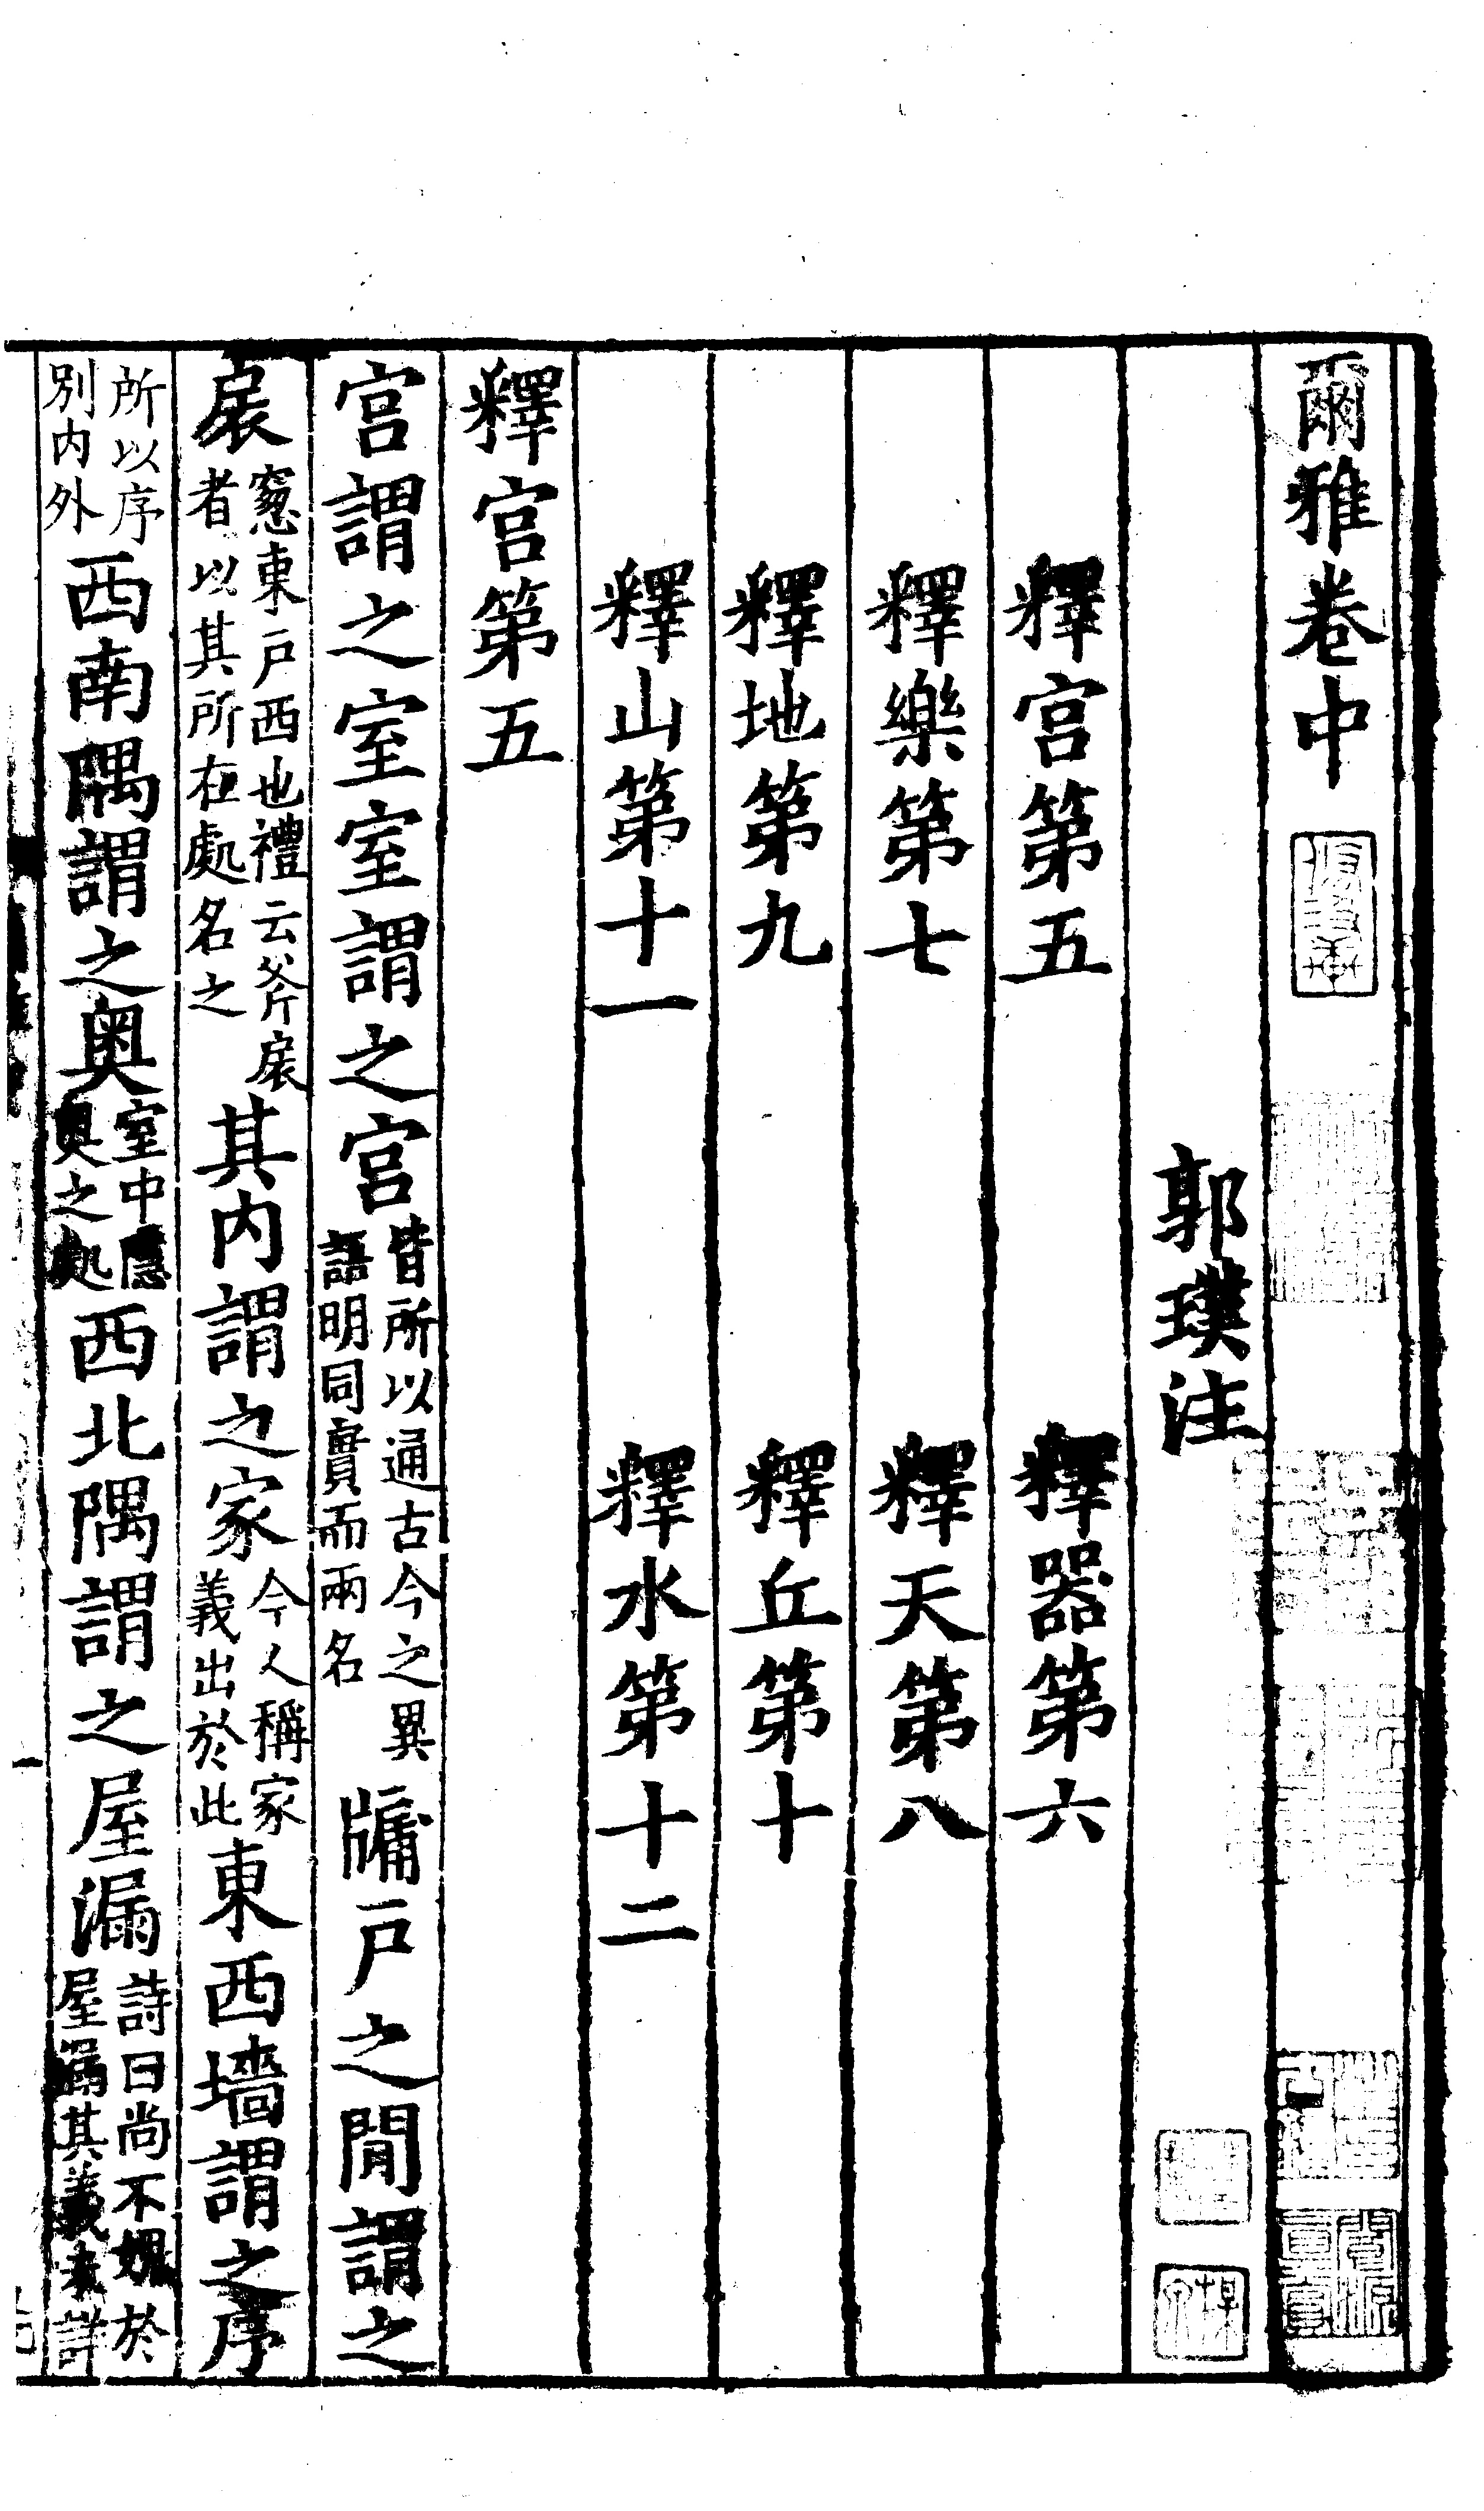 爾雅卷中
郭璞注
釋宮第五 釋器第六
釋樂第七 釋天第八
釋地第九 釋丘第十
釋山第十一 釋水第十二
釋宮第五
宮謂之室室謂之宮皆所以通古今之異語明同實而兩名牖戶之閒謂之
扆窻東戶西也禮云斧扆者以其所在處名之其內謂之家今人稱家義出於此東西墻謂之序
所以序別內外西南隅謂之奧室中隱奧之処西北隅謂之屋漏詩曰尚不媿於屋漏其義未詳